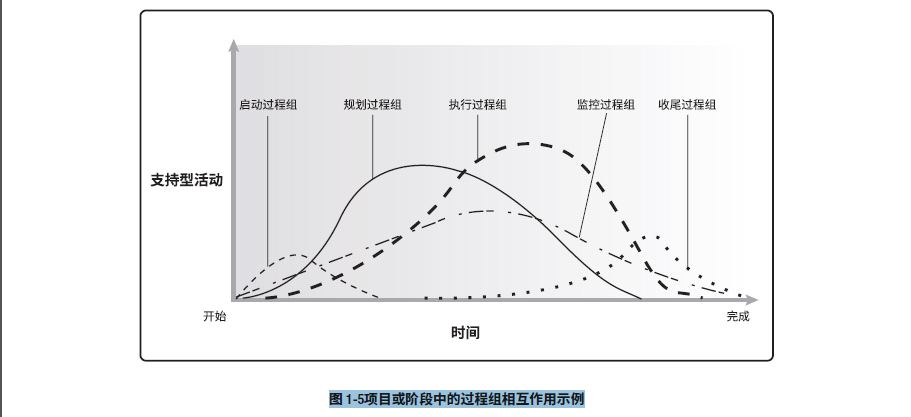 启动过程组 规划过程组 执行过程组 监控过程组 收尾过程组
支持型活动
开始 完成
时间
图 1-5项目或阶段中的过程组相互作用示例